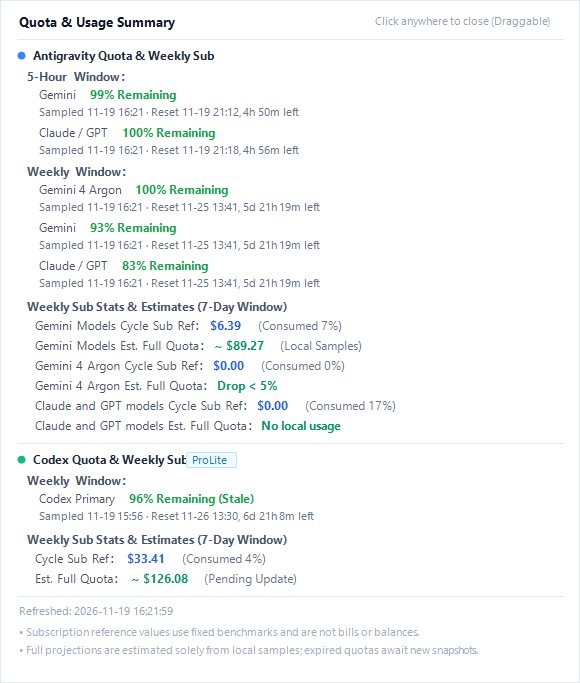 Quota & Usage Summary Click anywhere to close (Draggable)
Antigravity Quota & Weekly Sub
5-Hour Window:
Gemini 99% Remaining
Sampled 11-19 16:21 · Reset 11-19 21:12, 4h 50m left
Claude / GPT 100% Remaining
Sampled 11-19 16:21 · Reset 11-19 21:18, 4h 56m left
Weekly Window:
Gemini 4 Argon 100% Remaining
Sampled 11-19 16:21 · Reset 11-25 13:41, 5d 21h 19m left
Gemini 93% Remaining
Sampled 11-19 16:21 · Reset 11-25 13:41, 5d 21h 19m left
Claude / GPT 83% Remaining
Sampled 11-19 16:21 · Reset 11-25 13:41, 5d 21h 19m left
Weekly Sub Stats & Estimates (7-Day Window)
Gemini Models Cycle Sub Ref: $6.39 (Consumed 7%)
Gemini Models Est. Full Quota: ~ $89.27 (Local Samples)
Gemini 4 Argon Cycle Sub Ref: $0.00 (Consumed 0%)
Gemini 4 Argon Est. Full Quota: Drop < 5%
Claude and GPT models Cycle Sub Ref: $0.00 (Consumed 17%)
Claude and GPT models Est. Full Quota: No local usage
Codex Quota & Weekly Sub ProLite
Weekly Window:
Codex Primary 96% Remaining (Stale)
Sampled 11-19 15:56 · Reset 11-26 13:30, 6d 21h 8m left
Weekly Sub Stats & Estimates (7-Day Window)
Cycle Sub Ref: $33.41 (Consumed 4%)
Est. Full Quota: ~ $126.08 (Pending Update)
Refreshed: 2026-11-19 16:21:59
• Subscription reference values use fixed benchmarks and are not bills or balances.
• Full projections are estimated solely from local samples; expired quotas await new snapshots.